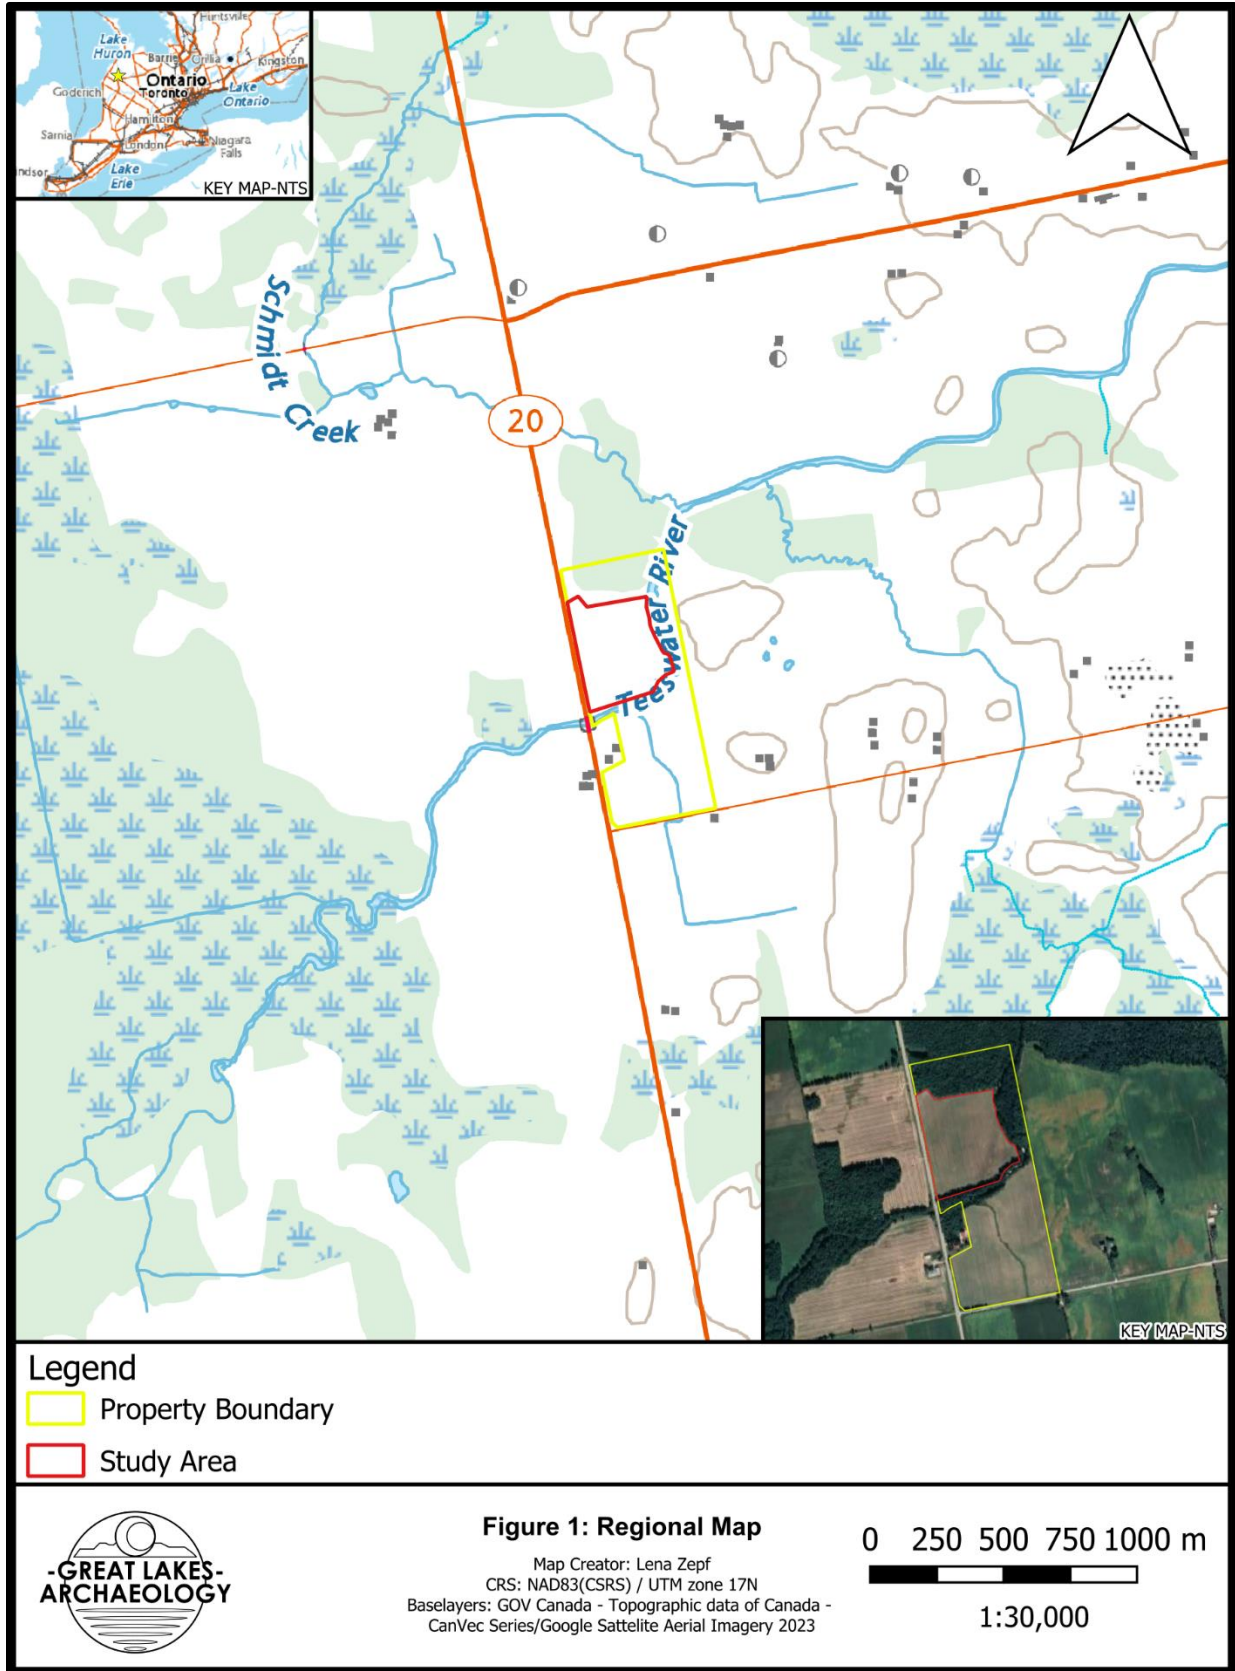 Huntsville
Lake
Huron
Barrie
Orillia
Kingston
Ontario
Toronto
Goderich
Lake
Ontario
Hamilton
Sarnia
London
Niagara
Falls
ndsor
Lake
Erie
KEY MAP-NTS
Schmidt Creek
20
Teeswater River
KEY MAP-NTS
Legend
Property Boundary
Study Area
-GREAT LAKES-
ARCHAEOLOGY
Figure 1: Regional Map
Map Creator: Lena Zepf
CRS: NAD83(CSRS) / UTM zone 17N
Baselayers: GOV Canada - Topographic data of Canada -
CanVec Series/Google Sattelite Aerial Imagery 2023
0 250 500 750 1000 m
1:30,000